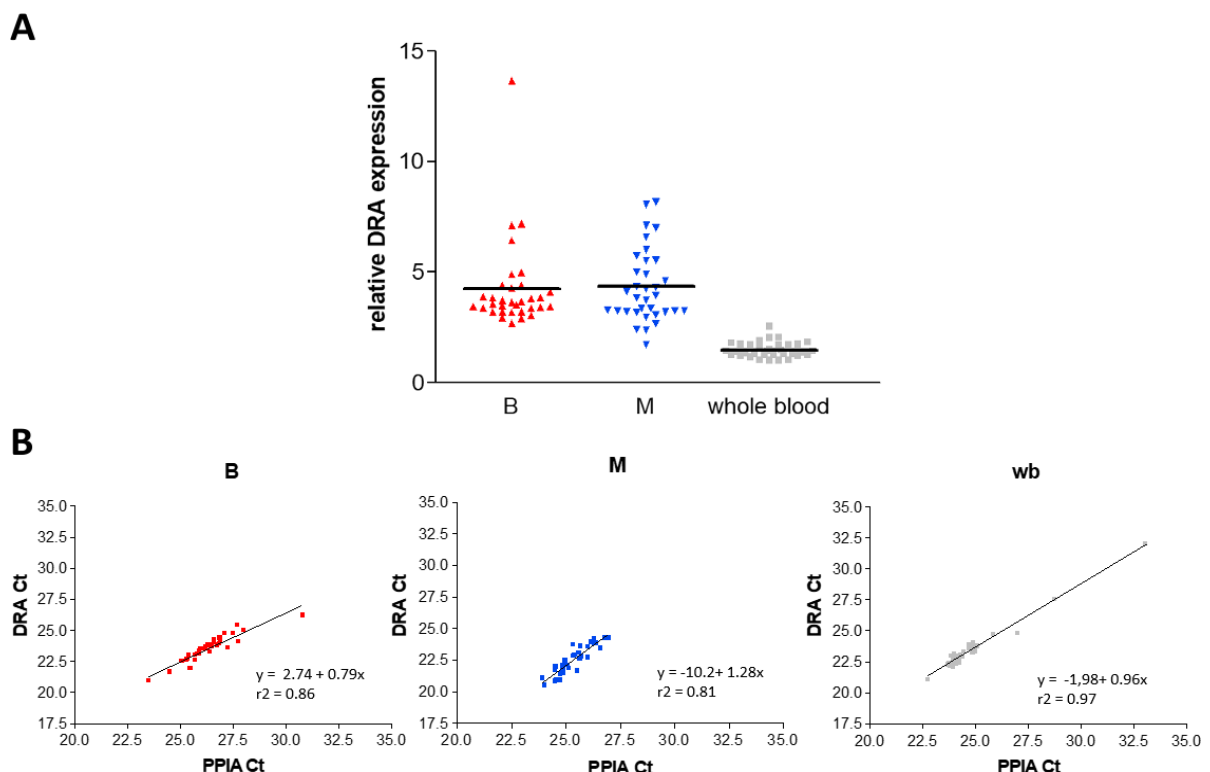 A
15
10
5
0
relative DRA expression
B M whole blood
B
B
35.0
32.5
30.0
27.5
25.0
22.5
20.0
17.5
DRA Ct
y = 2.74 + 0.79x
r2 = 0.86
20.0 22.5 25.0 27.5 30.0 32.5 35.0
PPIA Ct
M
35.0
32.5
30.0
27.5
25.0
22.5
20.0
17.5
DRA Ct
y = -10.2+ 1.28x
r2 = 0.81
20.0 22.5 25.0 27.5 30.0 32.5 35.0
PPIA Ct
wb
35.0
32.5
30.0
27.5
25.0
22.5
20.0
17.5
DRA Ct
y = -1,98+ 0.96x
r2 = 0.97
20.0 22.5 25.0 27.5 30.0 32.5 35.0
PPIA Ct